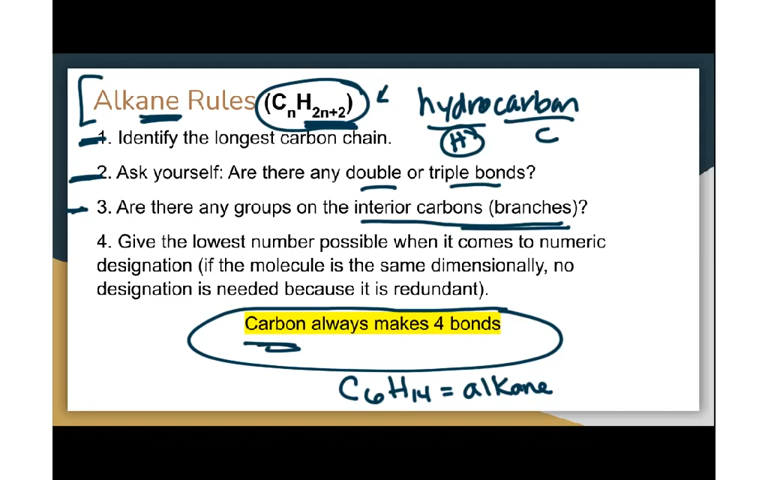 Alkane Rules (CnH2n+2) hydrocarbon
H C
1. Identify the longest carbon chain.
2. Ask yourself: Are there any double or triple bonds?
3. Are there any groups on the interior carbons (branches)?
4. Give the lowest number possible when it comes to numeric
designation (if the molecule is the same dimensionally, no
designation is needed because it is redundant).
Carbon always makes 4 bonds
C6H14 = alkane